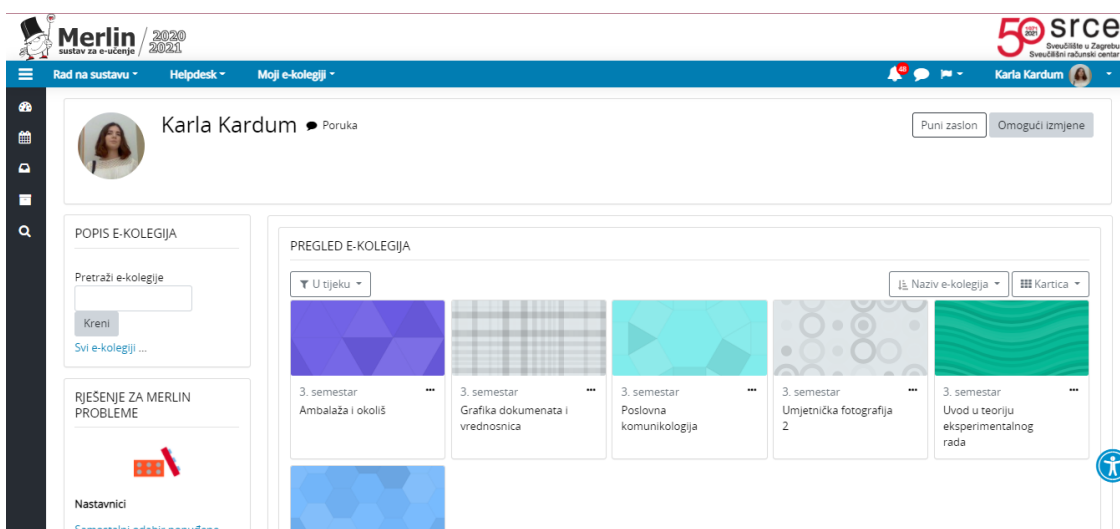 Merlin
sustav za e-učenje
2020
2021
50
1971
2021
srce
Sveučilište u Zagrebu
Sveučilišni računski centar
Rad na sustavu
Helpdesk
Moji e-kolegiji
48
Karla Kardum
Karla Kardum
Poruka
Puni zaslon
Omogući izmjene
POPIS E-KOLEGIJA
Pretraži e-kolegije
Kreni
Svi e-kolegiji ...
RJEŠENJE ZA MERLIN
PROBLEME
Nastavnici
PREGLED E-KOLEGIJA
U tijeku
Naziv e-kolegija
Kartica
3. semestar
Ambalaža i okoliš
3. semestar
Grafika dokumenata i
vrednosnica
3. semestar
Poslovna
komunikologija
3. semestar
Umjetnička fotografija
2
3. semestar
Uvod u teoriju
eksperimentalnog
rada